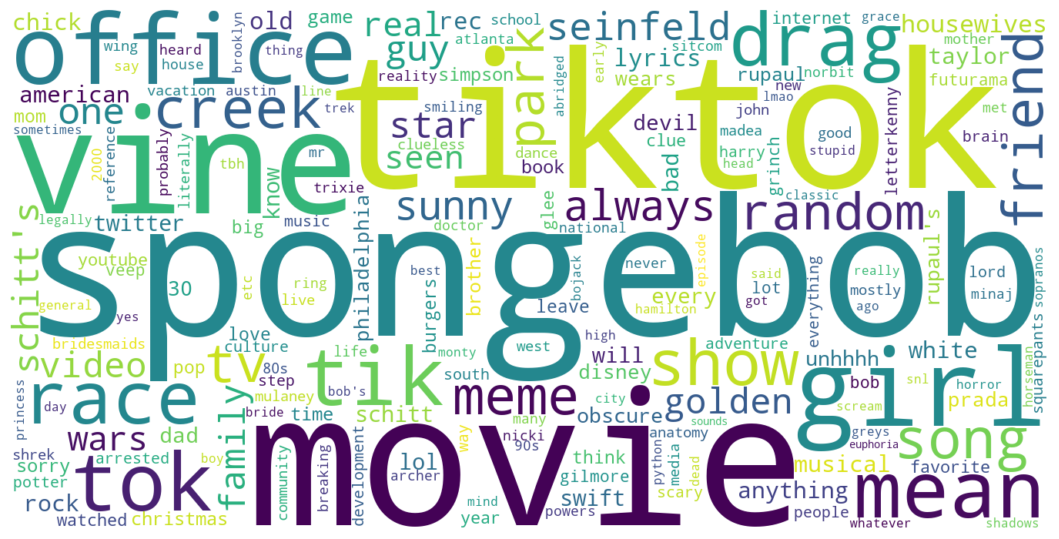 chick wing heard old game school real rec seinfeld internet grace housewives
office say house brooklyn thing guy atlanta early sitcom drag mother taylor
american vacation austin line reality simpson lyrics rupaul norbit futurama
mom one creek trek smiling park abridged wears new met
sometimes 2000 reference probably literally mr star clueless tiktok devil john lmao good stupid letterkenny brain friend
vine tbh trixie seen dance book clue madea harry head grinch classic
legally twitter know music philadelphia sunny glee always bad random
schitt's big doctor national
youtube veep spongebob best brother never said really lord rupaul's sopranos
general yes 30 etc ring live burgers bojack episode lot got mostly ago minaj
bridesmaids love leave hamilton every everything
video pop tv culture 80s life monty west high will adventure unhhhh white squarepants
princess race step tik bob's south disney show bob snl horror horseman
day mulaney bride time schitt meme many city obscure golden scream prada girl
wars dad family nicki way sounds anatomy musical greys euphoria song
shrek sorry arrested boy movie 90s think media scary dead favorite
potter tok community breaking development lol archer mind gilmore python anything mean
rock watched christmas year powers swift people whatever shadows